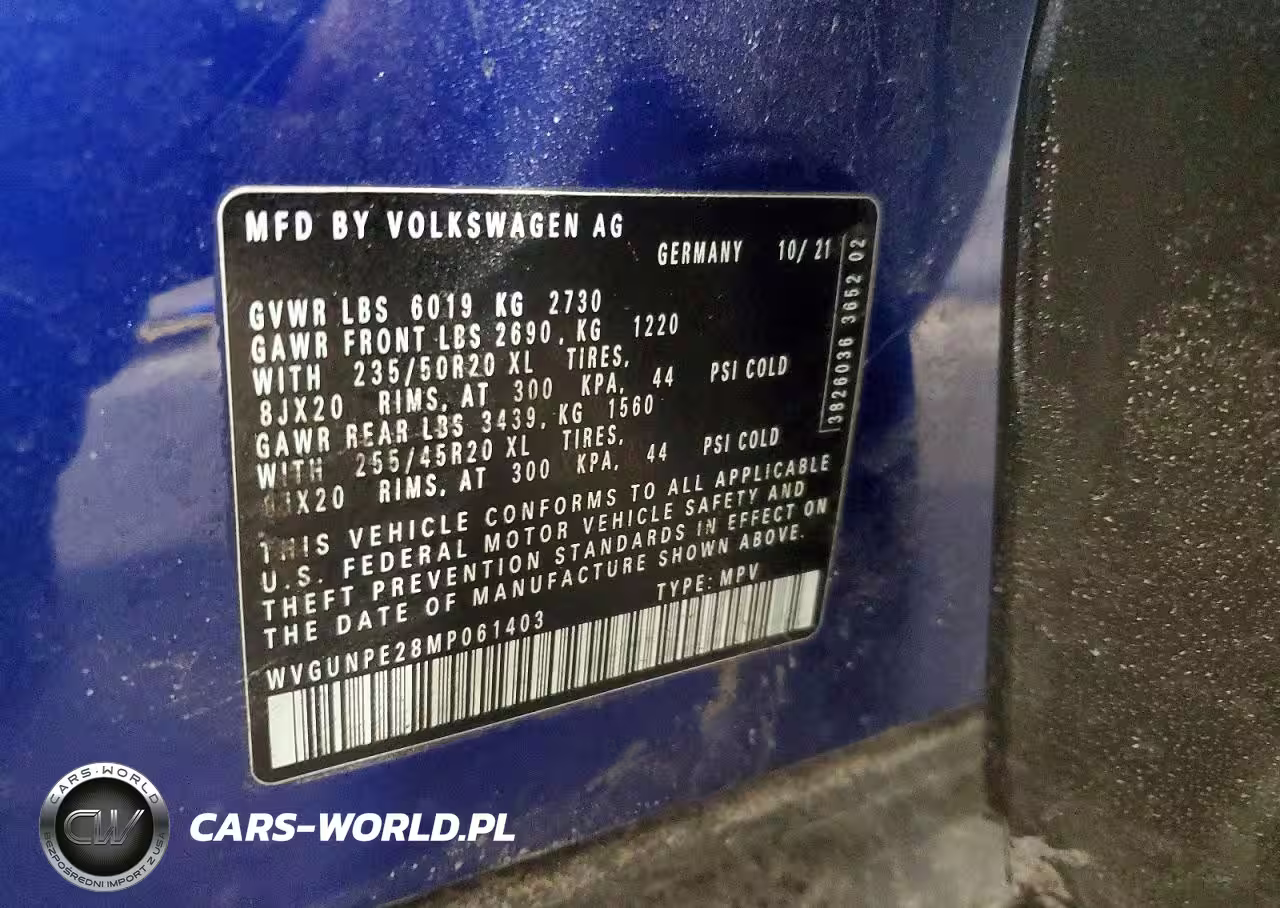 MFD BY VOLKSWAGEN AG
GERMANY 10/21
3826036 3652 02
GVWR LBS 6019 KG 2730
GAWR FRONT LBS 2690, KG 1220
WITH 235/50R20 XL TIRES,
8JX20 RIMS, AT 300 KPA, 44 PSI COLD
GAWR REAR LBS 3439, KG 1560
WITH 255/45R20 XL TIRES,
JX20 RIMS, AT 300 KPA, 44 PSI COLD
THIS VEHICLE CONFORMS TO ALL APPLICABLE
U.S. FEDERAL MOTOR VEHICLE SAFETY AND
THEFT PREVENTION STANDARDS IN EFFECT ON
THE DATE OF MANUFACTURE SHOWN ABOVE.
WVGUNPE28MP061403 TYPE: MPV
CARS-WORLD
CW
BEZPOŚREDNI IMPORT Z USA
CARS-WORLD.PL